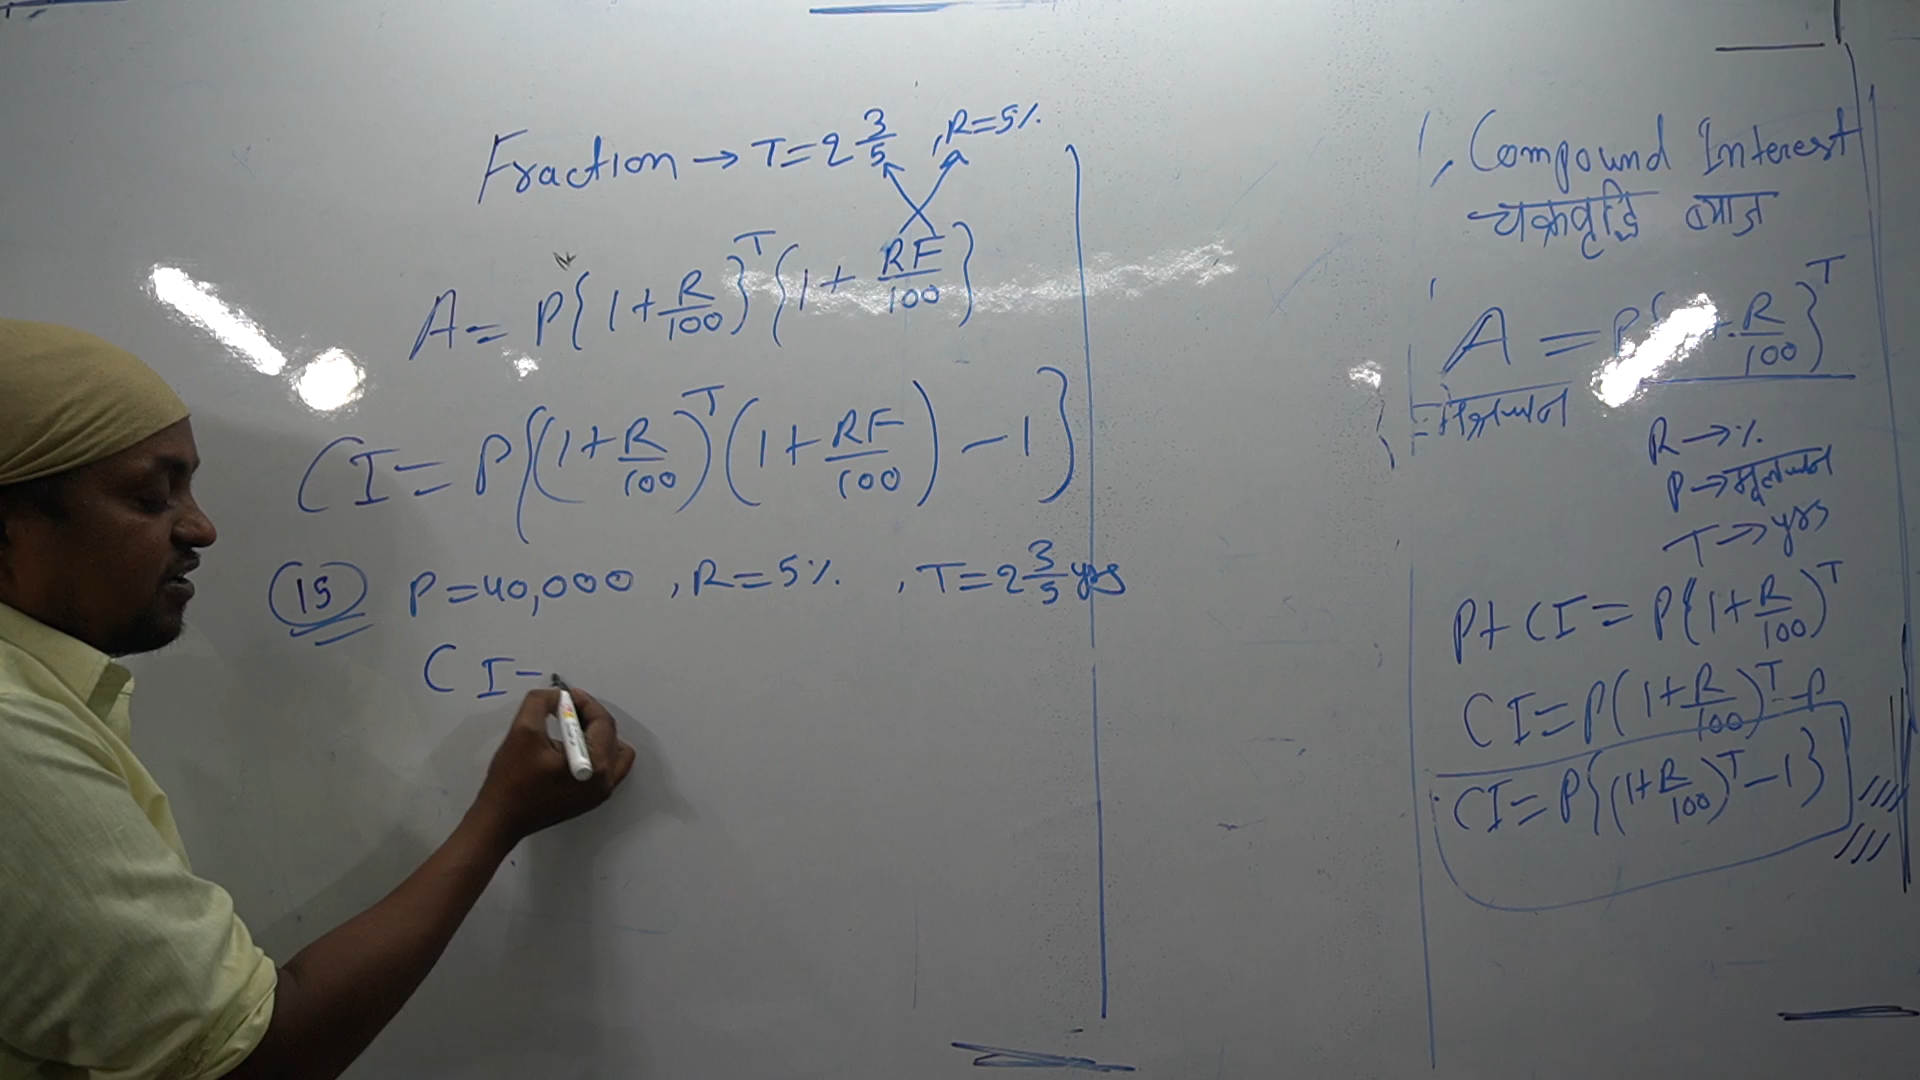 Fraction → T = 2 3/5 , R = 5%
A = P{1 + R/100}^T {1 + RF/100}
CI = P{(1 + R/100)^T (1 + RF/100) - 1}
(15) P = 40,000 , R = 5% , T = 2 3/5 yrs
CI =
Compound Interest
चक्रवृद्धि ब्याज
A = P{1 + R/100}^T
R → %
P → मूलधन
T → yrs
P + CI = P{1 + R/100}^T
CI = P(1 + R/100)^T - P
CI = P{(1 + R/100)^T - 1}